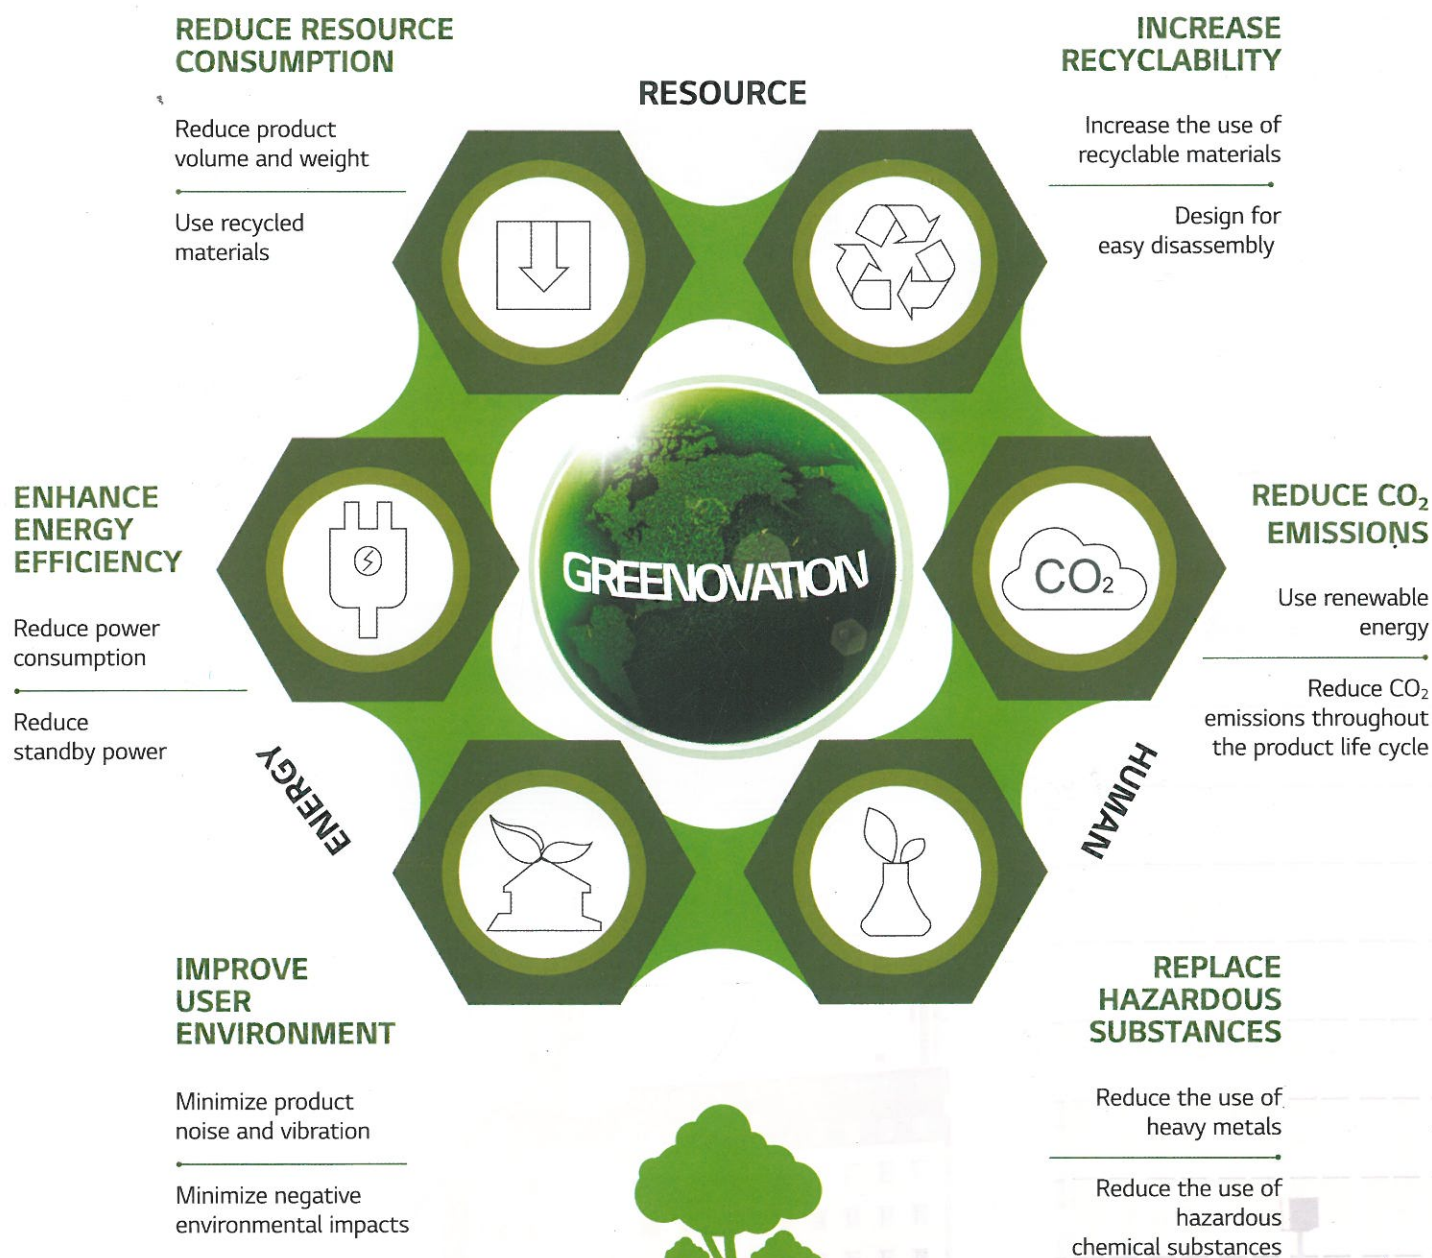 REDUCE RESOURCE
CONSUMPTION
Reduce product
volume and weight
Use recycled
materials
RESOURCE
INCREASE
RECYCLABILITY
Increase the use of
recyclable materials
Design for
easy disassembly
ENHANCE
ENERGY
EFFICIENCY
Reduce power
consumption
Reduce
standby power
GREENOVATION
CO₂
REDUCE CO₂
EMISSIONS
Use renewable
energy
Reduce CO₂
emissions throughout
the product life cycle
ENERGY
HUMAN
IMPROVE
USER
ENVIRONMENT
Minimize product
noise and vibration
Minimize negative
environmental impacts
REPLACE
HAZARDOUS
SUBSTANCES
Reduce the use of
heavy metals
Reduce the use of
hazardous
chemical substances